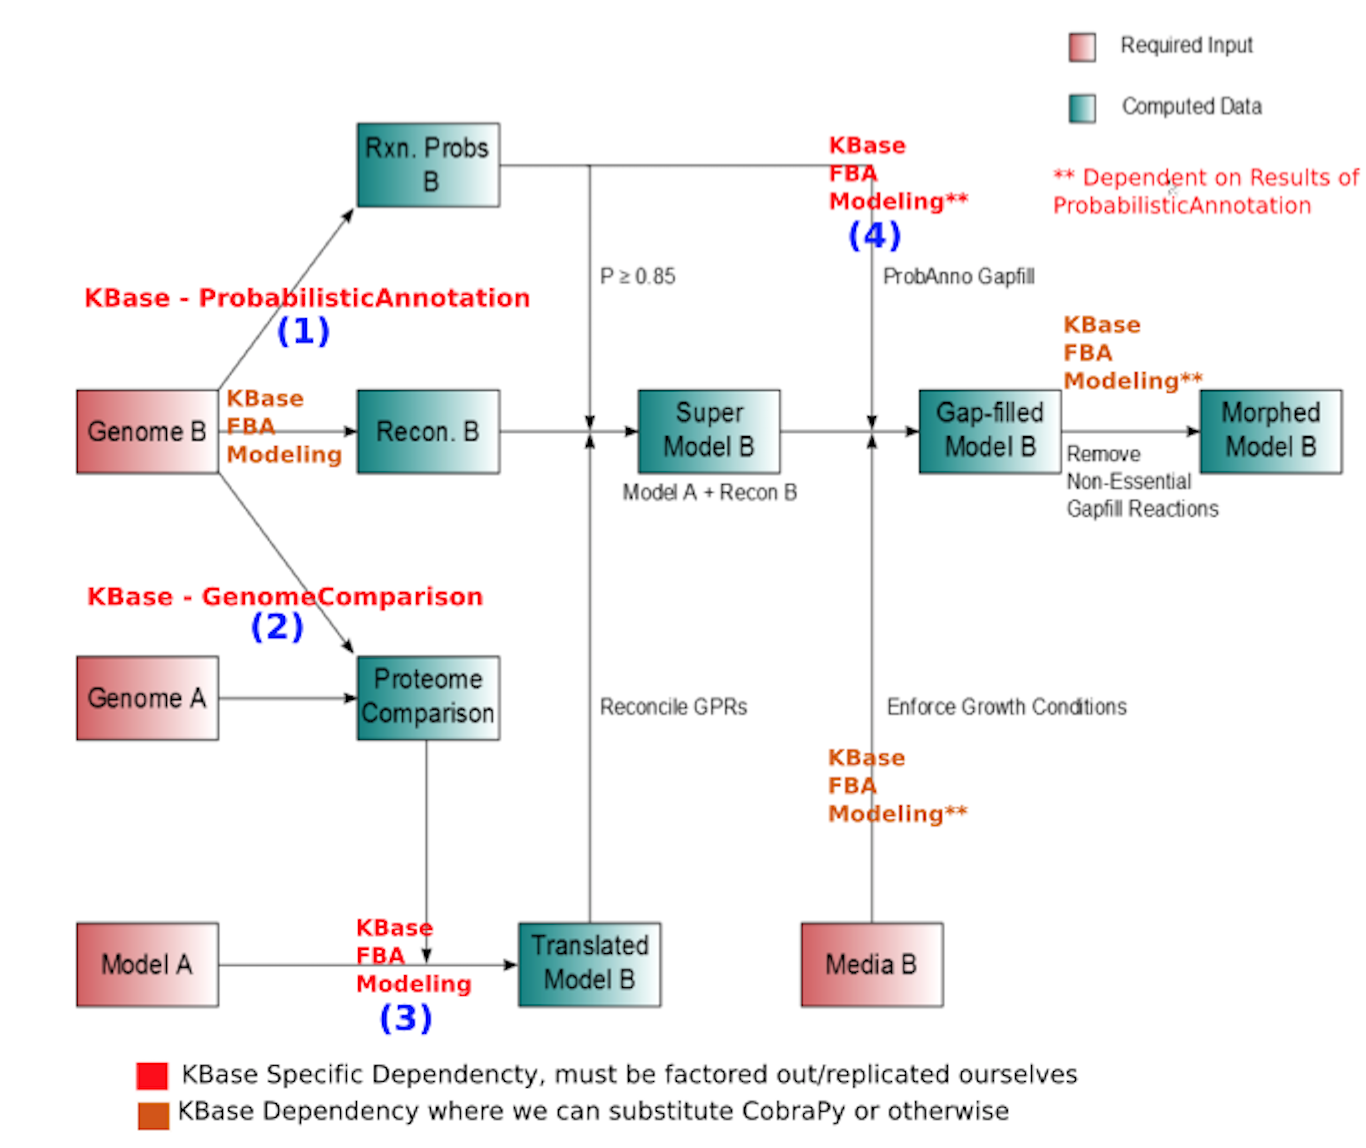 Required Input
Computed Data
** Dependent on Results of
ProbabilisticAnnotation
Rxn. Probs
B
KBase
FBA
Modeling**
(4)
P ≥ 0.85
ProbAnno Gapfill
KBase - ProbabilisticAnnotation
(1)
KBase
FBA
Modeling**
Genome B
KBase
FBA
Modeling
Recon. B
Super
Model B
Model A + Recon B
Gap-filled
Model B
Remove
Non-Essential
Gapfill Reactions
Morphed
Model B
KBase - GenomeComparison
(2)
Genome A
Proteome
Comparison
Reconcile GPRs
Enforce Growth Conditions
KBase
FBA
Modeling**
Model A
KBase
FBA
Modeling
(3)
Translated
Model B
Media B
KBase Specific Dependencty, must be factored out/replicated ourselves
KBase Dependency where we can substitute CobraPy or otherwise